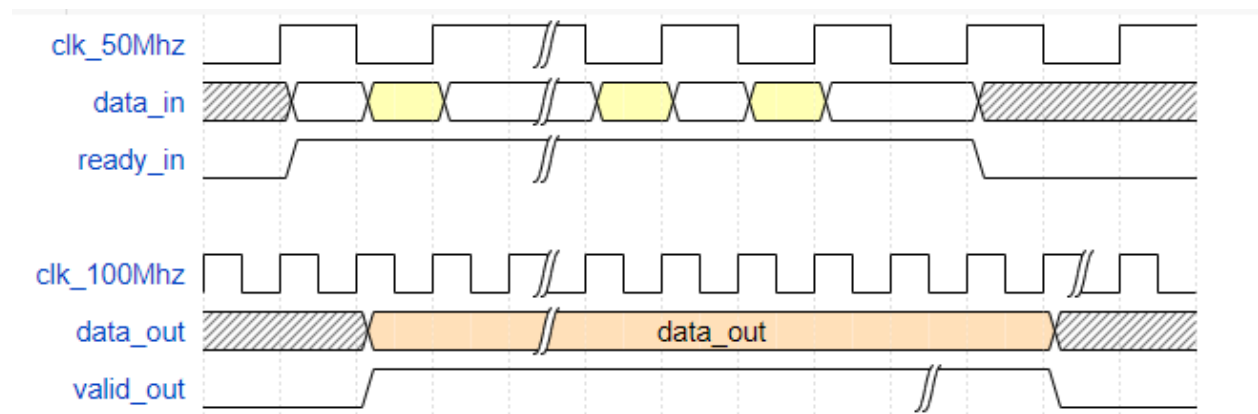 clk_50Mhz
data_in
ready_in
clk_100Mhz
data_out
data_out
valid_out